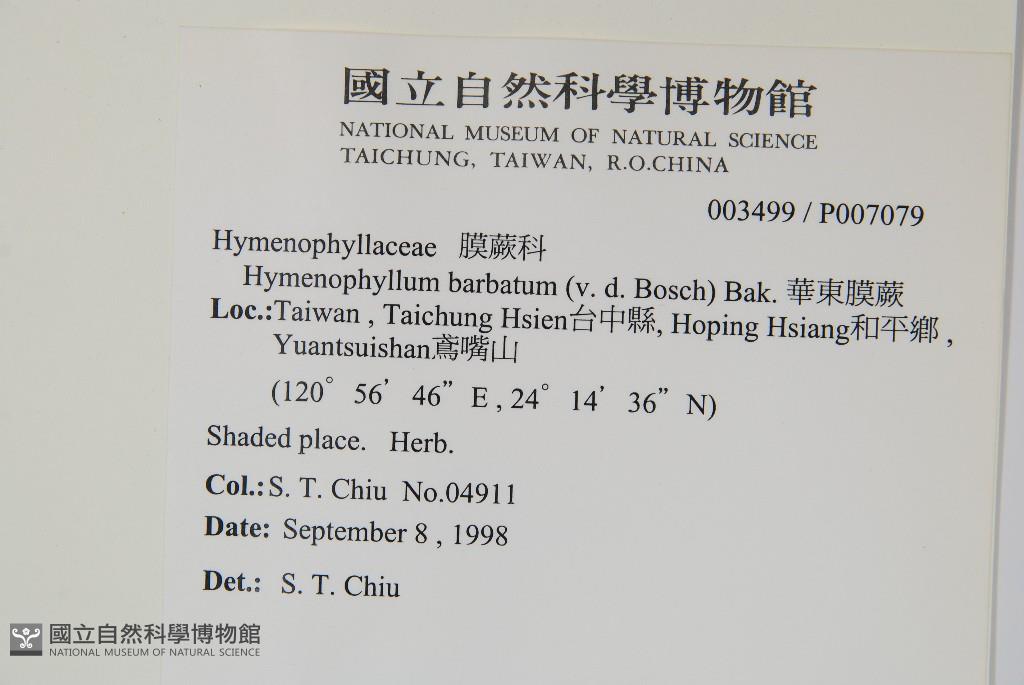 國立自然科學博物館
NATIONAL MUSEUM OF NATURAL SCIENCE
TAICHUNG, TAIWAN, R.O.CHINA
003499 / P007079
Hymenophyllaceae 膜蕨科
Hymenophyllum barbatum (v. d. Bosch) Bak. 華東膜蕨
Loc.:Taiwan , Taichung Hsien台中縣, Hoping Hsiang和平鄉 ,
Yuantsuishan鳶嘴山
(120° 56’ 46” E , 24° 14’ 36” N)
Shaded place. Herb.
Col.:S. T. Chiu No.04911
Date: September 8 , 1998
Det.: S. T. Chiu
國立自然科學博物館
NATIONAL MUSEUM OF NATURAL SCIENCE